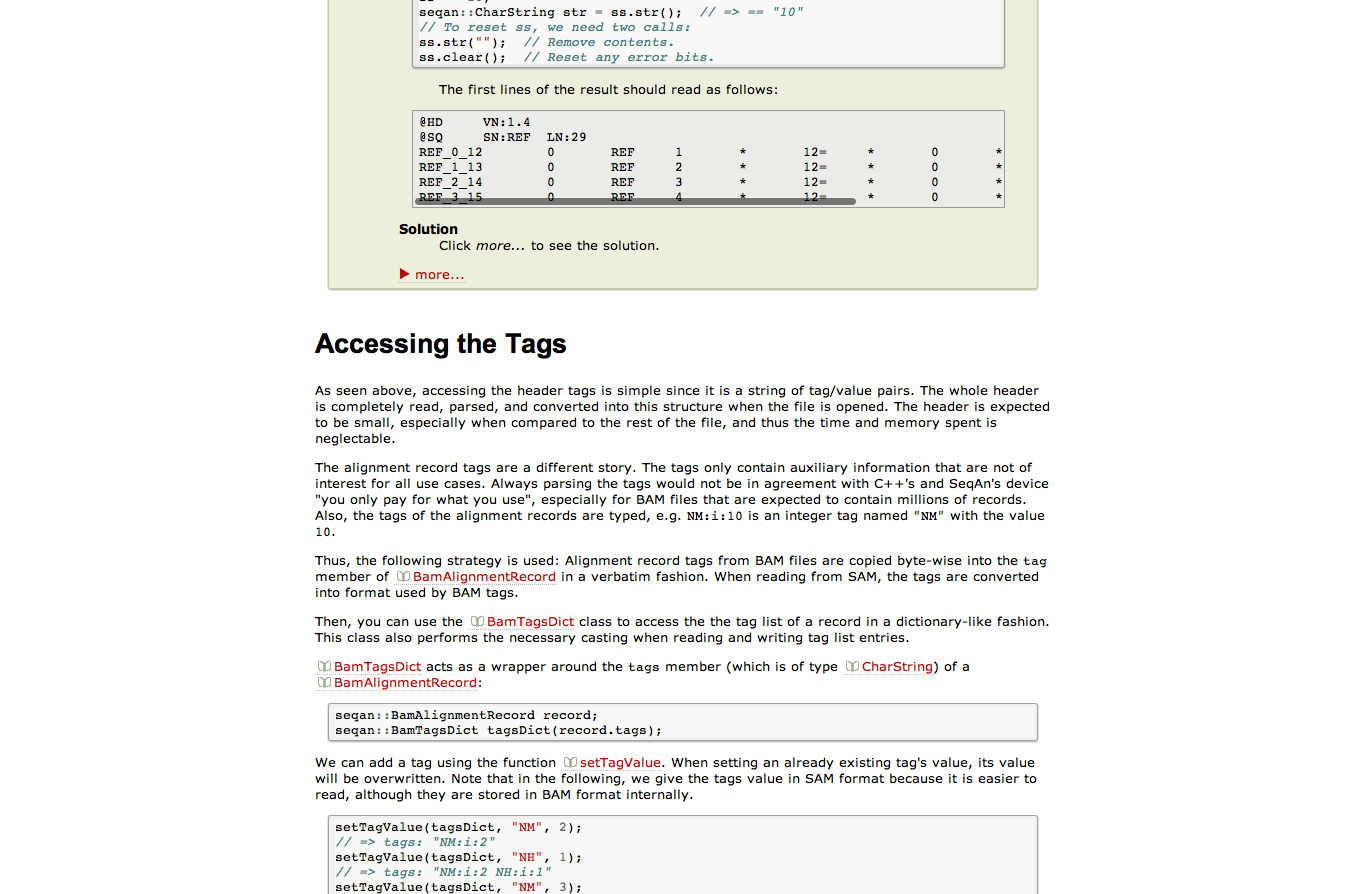 seqan::CharString str = ss.str();  // => == "10"
// To reset ss, we need two calls:
ss.str("");  // Remove contents.
ss.clear();  // Reset any error bits.
The first lines of the result should read as follows:
@HD     VN:1.4
@SQ     SN:REF  LN:29
REF_0_12        0       REF     1       *       12=     *       0       *
REF_1_13        0       REF     2       *       12=     *       0       *
REF_2_14        0       REF     3       *       12=     *       0       *
REF_3_15        0       REF     4       *       12=     *       0       *
Solution
Click more... to see the solution.
more...
Accessing the Tags
As seen above, accessing the header tags is simple since it is a string of tag/value pairs. The whole header
is completely read, parsed, and converted into this structure when the file is opened. The header is expected
to be small, especially when compared to the rest of the file, and thus the time and memory spent is
neglectable.
The alignment record tags are a different story. The tags only contain auxiliary information that are not of
interest for all use cases. Always parsing the tags would not be in agreement with C++'s and SeqAn's device
"you only pay for what you use", especially for BAM files that are expected to contain millions of records.
Also, the tags of the alignment records are typed, e.g. NM:i:10 is an integer tag named "NM" with the value
10.
Thus, the following strategy is used: Alignment record tags from BAM files are copied byte-wise into the tag
member of BamAlignmentRecord in a verbatim fashion. When reading from SAM, the tags are converted
into format used by BAM tags.
Then, you can use the BamTagsDict class to access the the tag list of a record in a dictionary-like fashion.
This class also performs the necessary casting when reading and writing tag list entries.
BamTagsDict acts as a wrapper around the tags member (which is of type CharString) of a
BamAlignmentRecord:
seqan::BamAlignmentRecord record;
seqan::BamTagsDict tagsDict(record.tags);
We can add a tag using the function setTagValue. When setting an already existing tag's value, its value
will be overwritten. Note that in the following, we give the tags value in SAM format because it is easier to
read, although they are stored in BAM format internally.
setTagValue(tagsDict, "NM", 2);
// => tags: "NM:i:2"
setTagValue(tagsDict, "NH", 1);
// => tags: "NM:i:2 NH:i:1"
setTagValue(tagsDict, "NM", 3);